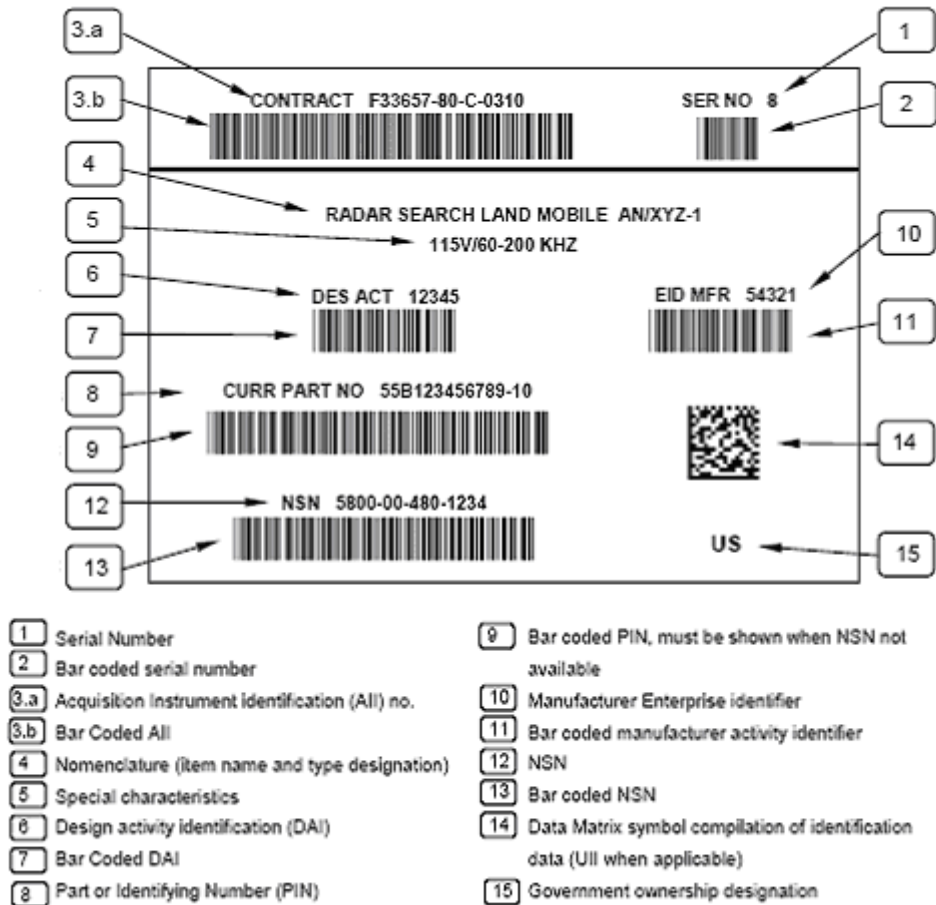 3.a
1
3.b
CONTRACT F33657-80-C-0310
SER NO 8
2
4
RADAR SEARCH LAND MOBILE AN/XYZ-1
5
115V/60-200 KHZ
10
6
DES ACT 12345
EID MFR 54321
7
11
8
CURR PART NO 55B123456789-10
9
14
12
NSN 5800-00-480-1234
13
US
15
1 Serial Number
2 Bar coded serial number
3.a Acquisition Instrument identification (AII) no.
3.b Bar Coded AII
4 Nomenclature (item name and type designation)
5 Special characteristics
6 Design activity identification (DAI)
7 Bar Coded DAI
8 Part or Identifying Number (PIN)
9 Bar coded PIN, must be shown when NSN not
available
10 Manufacturer Enterprise identifier
11 Bar coded manufacturer activity identifier
12 NSN
13 Bar coded NSN
14 Data Matrix symbol compilation of identification
data (UII when applicable)
15 Government ownership designation